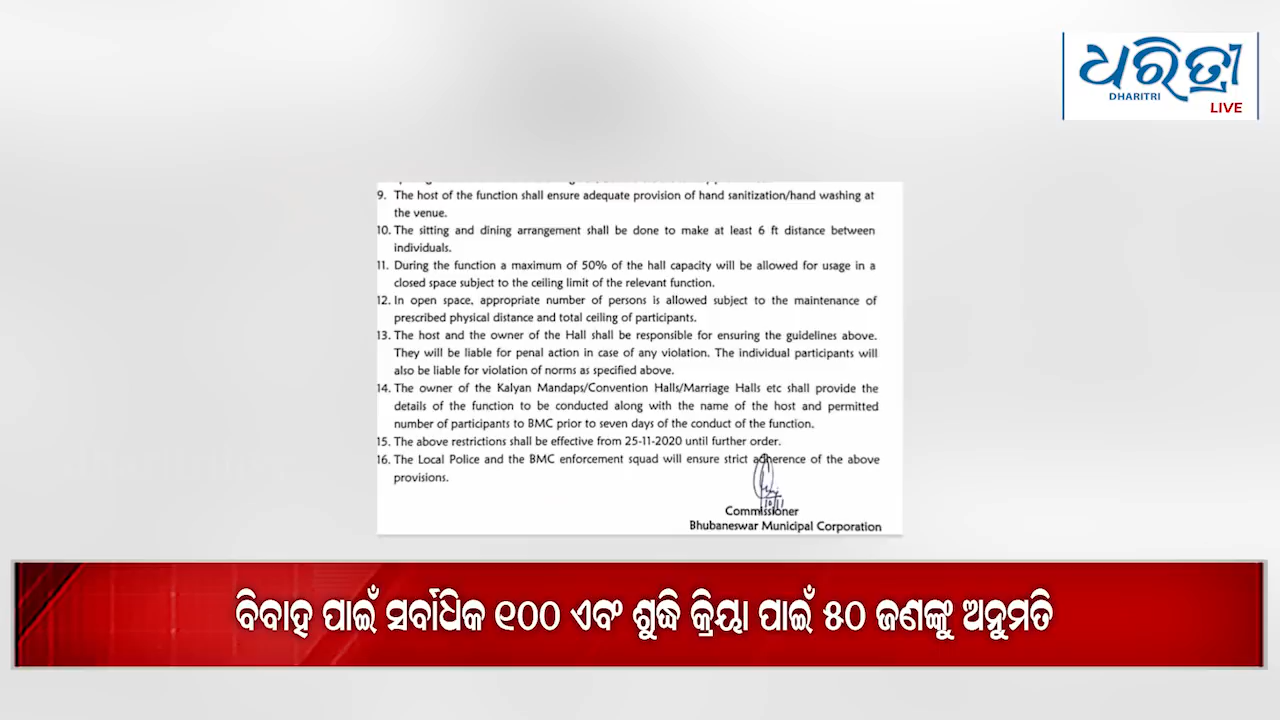 ଧରିତ୍ରୀ
DHARITRI
LIVE
9. The host of the function shall ensure adequate provision of hand sanitization/hand washing at
the venue.
10. The sitting and dining arrangement shall be done to make at least 6 ft distance between
individuals.
11. During the function a maximum of 50% of the hall capacity will be allowed for usage in a
closed space subject to the ceiling limit of the relevant function.
12. In open space, appropriate number of persons is allowed subject to the maintenance of
prescribed physical distance and total ceiling of participants.
13. The host and the owner of the Hall shall be responsible for ensuring the guidelines above.
They will be liable for penal action in case of any violation. The individual participants will
also be liable for violation of norms as specified above.
14. The owner of the Kalyan Mandaps/Convention Halls/Marriage Halls etc shall provide the
details of the function to be conducted along with the name of the host and permitted
number of participants to BMC prior to seven days of the conduct of the function.
15. The above restrictions shall be effective from 25-11-2020 until further order.
16. The Local Police and the BMC enforcement squad will ensure strict adherence of the above
provisions.
Commissioner
Bhubaneswar Municipal Corporation
ବିବାହ ପାଇଁ ସର୍ବାଧିକ ୧୦୦ ଏବଂ ଶୁଦ୍ଧି କ୍ରିୟା ପାଇଁ ୫୦ ଜଣଙ୍କୁ ଅନୁମତି